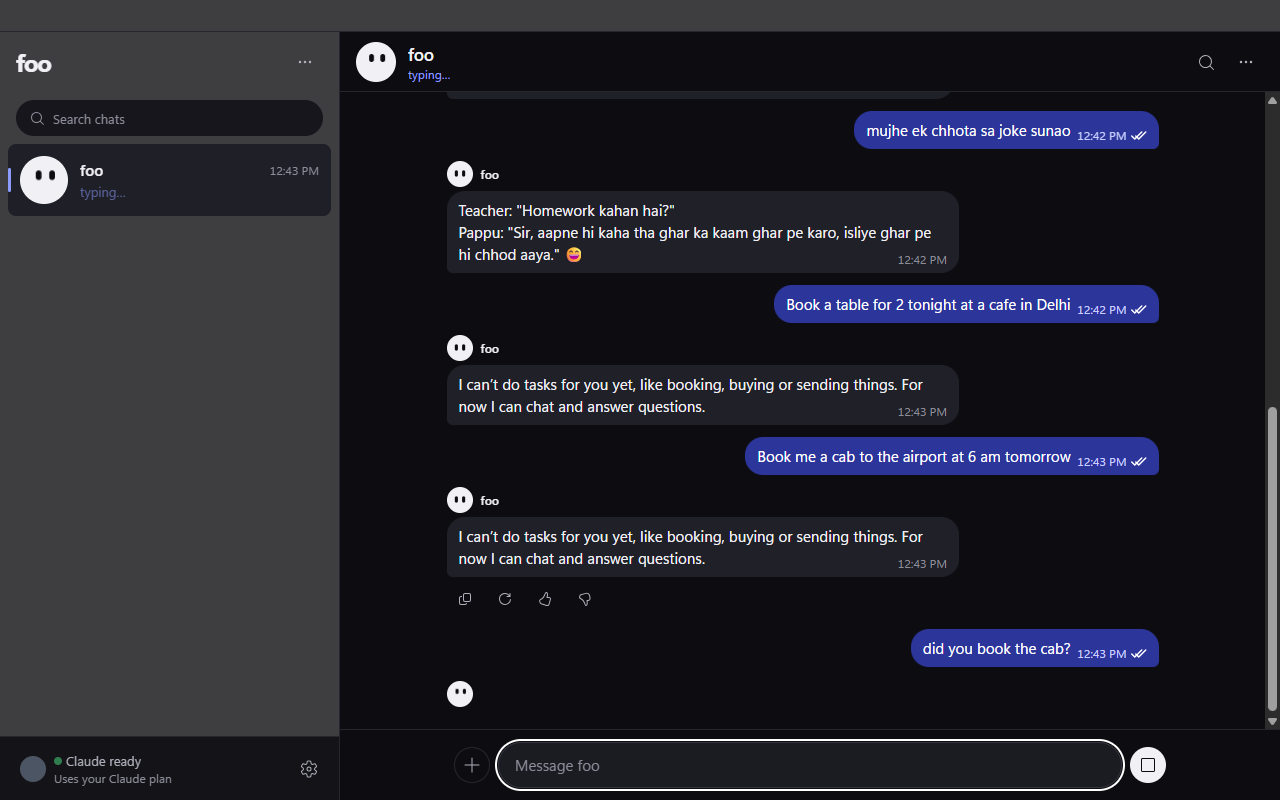 foo
Search chats
foo
12:43 PM
typing...
Claude ready
Uses your Claude plan
foo
typing...
mujhe ek chhota sa joke sunao 12:42 PM
foo
Teacher: "Homework kahan hai?"
Pappu: "Sir, aapne hi kaha tha ghar ka kaam ghar pe karo, isliye ghar pe
hi chhod aaya." 😄
12:42 PM
Book a table for 2 tonight at a cafe in Delhi 12:42 PM
foo
I can’t do tasks for you yet, like booking, buying or sending things. For
now I can chat and answer questions.
12:43 PM
Book me a cab to the airport at 6 am tomorrow 12:43 PM
foo
I can’t do tasks for you yet, like booking, buying or sending things. For
now I can chat and answer questions.
12:43 PM
did you book the cab? 12:43 PM
Message foo